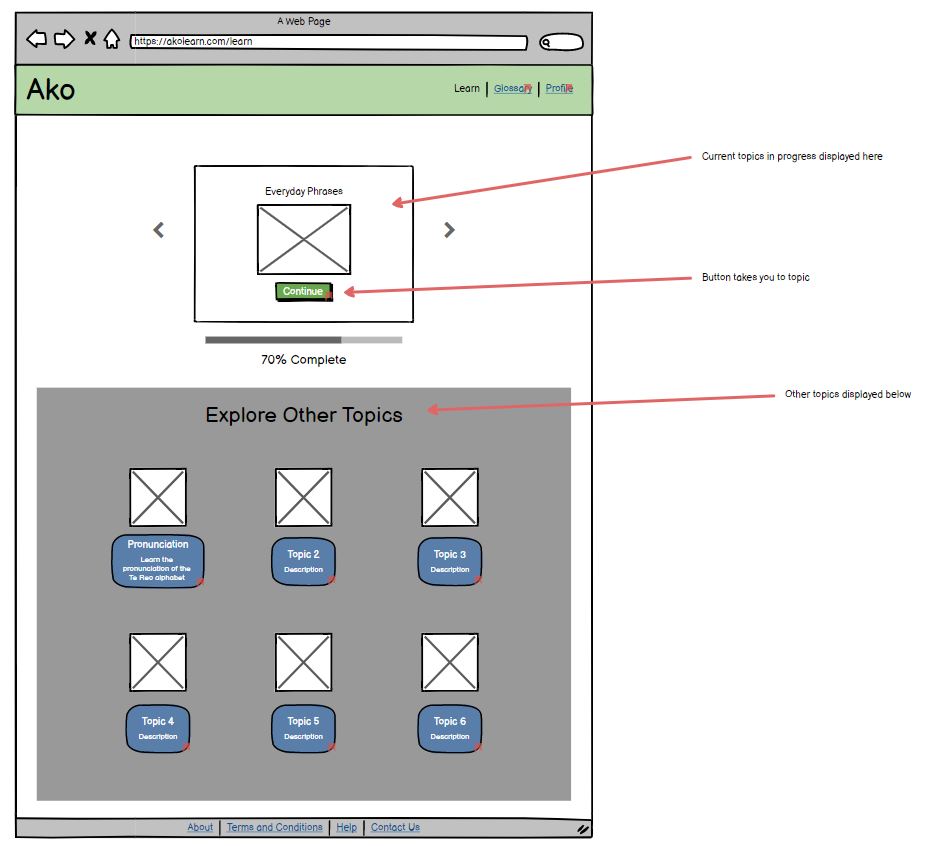 A Web Page
https://akolearn.com/learn
Ako
Learn | Glossary | Profile
Current topics in progress displayed here
Everyday Phrases
Button takes you to topic
Continue
70% Complete
Other topics displayed below
Explore Other Topics
Pronunciation
Learn the
pronunciation of the
Te Reo alphabet
Topic 2
Description
Topic 3
Description
Topic 4
Description
Topic 5
Description
Topic 6
Description
About | Terms and Conditions | Help | Contact Us